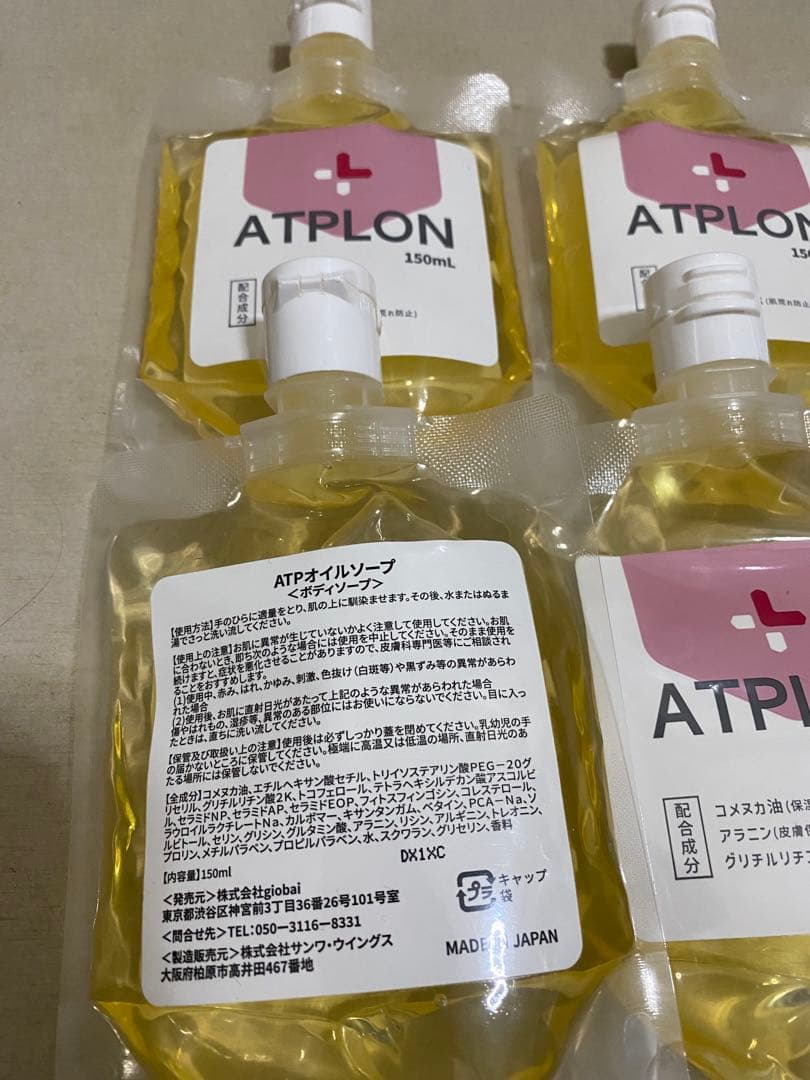 ATPLON
150mL
配合成分
荒れ防止)
ATPLON
(肌荒れ防止)
ATPオイルソープ
<ボディソープ>
【使用方法】手のひらに適量をとり、肌の上に馴染ませます。その後、水またはぬるま
湯でさっと洗い流してください。
【使用上の注意】お肌に異常が生じていないかよく注意して使用してください。お肌
に合わないとき、即ち次のような場合には使用を中止してください。そのまま使用を
続けますと、症状を悪化させることがありますので、皮膚科専門医等にご相談され
ることをおすすめします。
(1)使用中、赤み、はれ、かゆみ、刺激、色抜け(白斑等)や黒ずみ等の異常があらわ
れた場合
(2)使用後、お肌に直射日光があたって上記のような異常があらわれた場合
傷やはれもの、湿疹等、異常のある部位にはお使いにならないでください。目に入っ
たときは、直ちに洗い流してください。
【保管及び取扱い上の注意】使用後は必ずしっかり蓋を閉めてください。乳幼児の手
の届かないところに保管してください。極端に高温又は低温の場所、直射日光のあ
たる場所には保管しないでください。
【全成分】コメヌカ油、エチルヘキサン酸セチル、トリイソステアリン酸PEG-20グ
リセリル、グリチルリチン酸2K、トコフェロール、テトラヘキシルデカン酸アスコルビ
ル、セラミドNP、セラミドAP、セラミドEOP、フィトスフィンゴシン、コレステロール、
ラウロイルラクチレートNa、カルボマー、キサンタンガム、ベタイン、PCA-Na、ソ
ルビトール、セリン、グリシン、グルタミン酸、アラニン、リシン、アルギニン、トレオニン、
プロリン、メチルパラベン、プロピルパラベン、水、スクワラン、グリセリン、香料
DX1XC
【内容量】150ml
<発売元>株式会社giobai
東京都渋谷区神宮前3丁目36番26号101号室
<問合せ先>TEL:050-3116-8331
<製造販売元>株式会社サンワ・ウイングス
大阪府柏原市高井田467番地
プラ
キャップ
袋
MADE IN JAPAN
ATPL
配合成分
コメヌカ油(保湿
アラニン(皮膚保
グリチルリチン